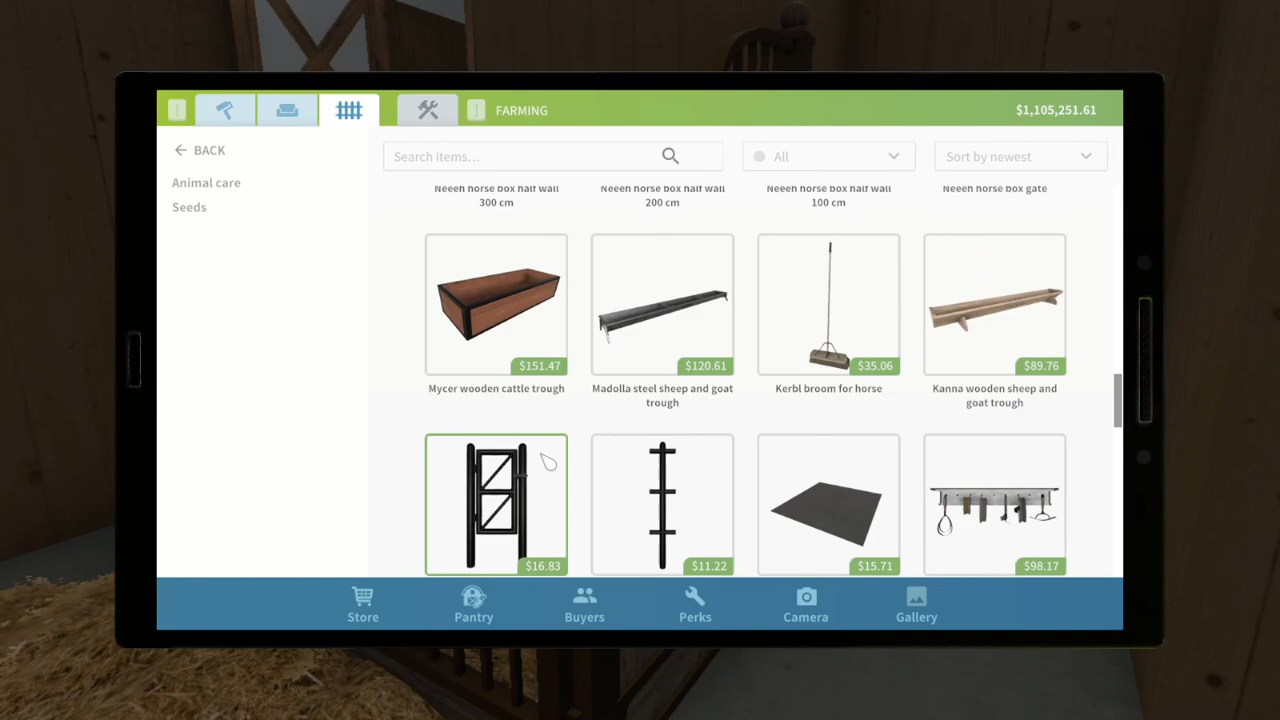 [ ] FARMING $1,105,251.61
BACK
Search items...
All
Sort by newest
Animal care
Seeds
Neeen horse box half wall
300 cm
Neeen horse box half wall
200 cm
Neeen horse box half wall
100 cm
Neeen horse box gate
$151.47
$120.61
$35.06
$89.76
Mycer wooden cattle trough
Madolla steel sheep and goat
trough
Kerbl broom for horse
Kanna wooden sheep and
goat trough
$16.83
$11.22
$15.71
$98.17
Store
Pantry
Buyers
Perks
Camera
Gallery